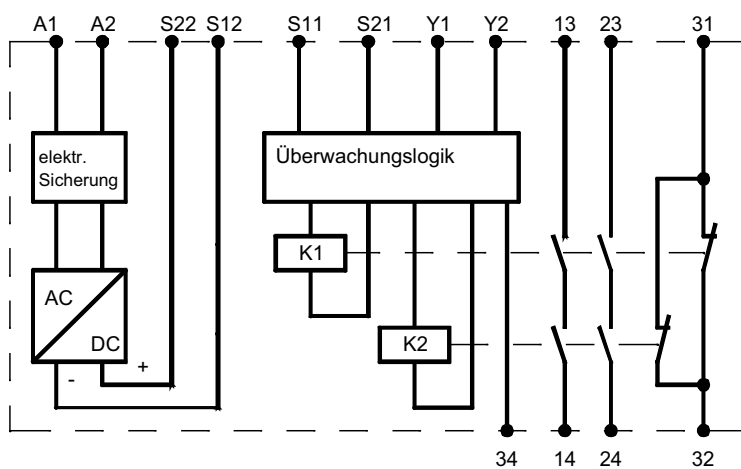 A1 A2 S22 S12 S11 S21 Y1 Y2 13 23 31
elektr.
Sicherung
Überwachungslogik
K1
AC
DC
K2
- +
34 14 24 32